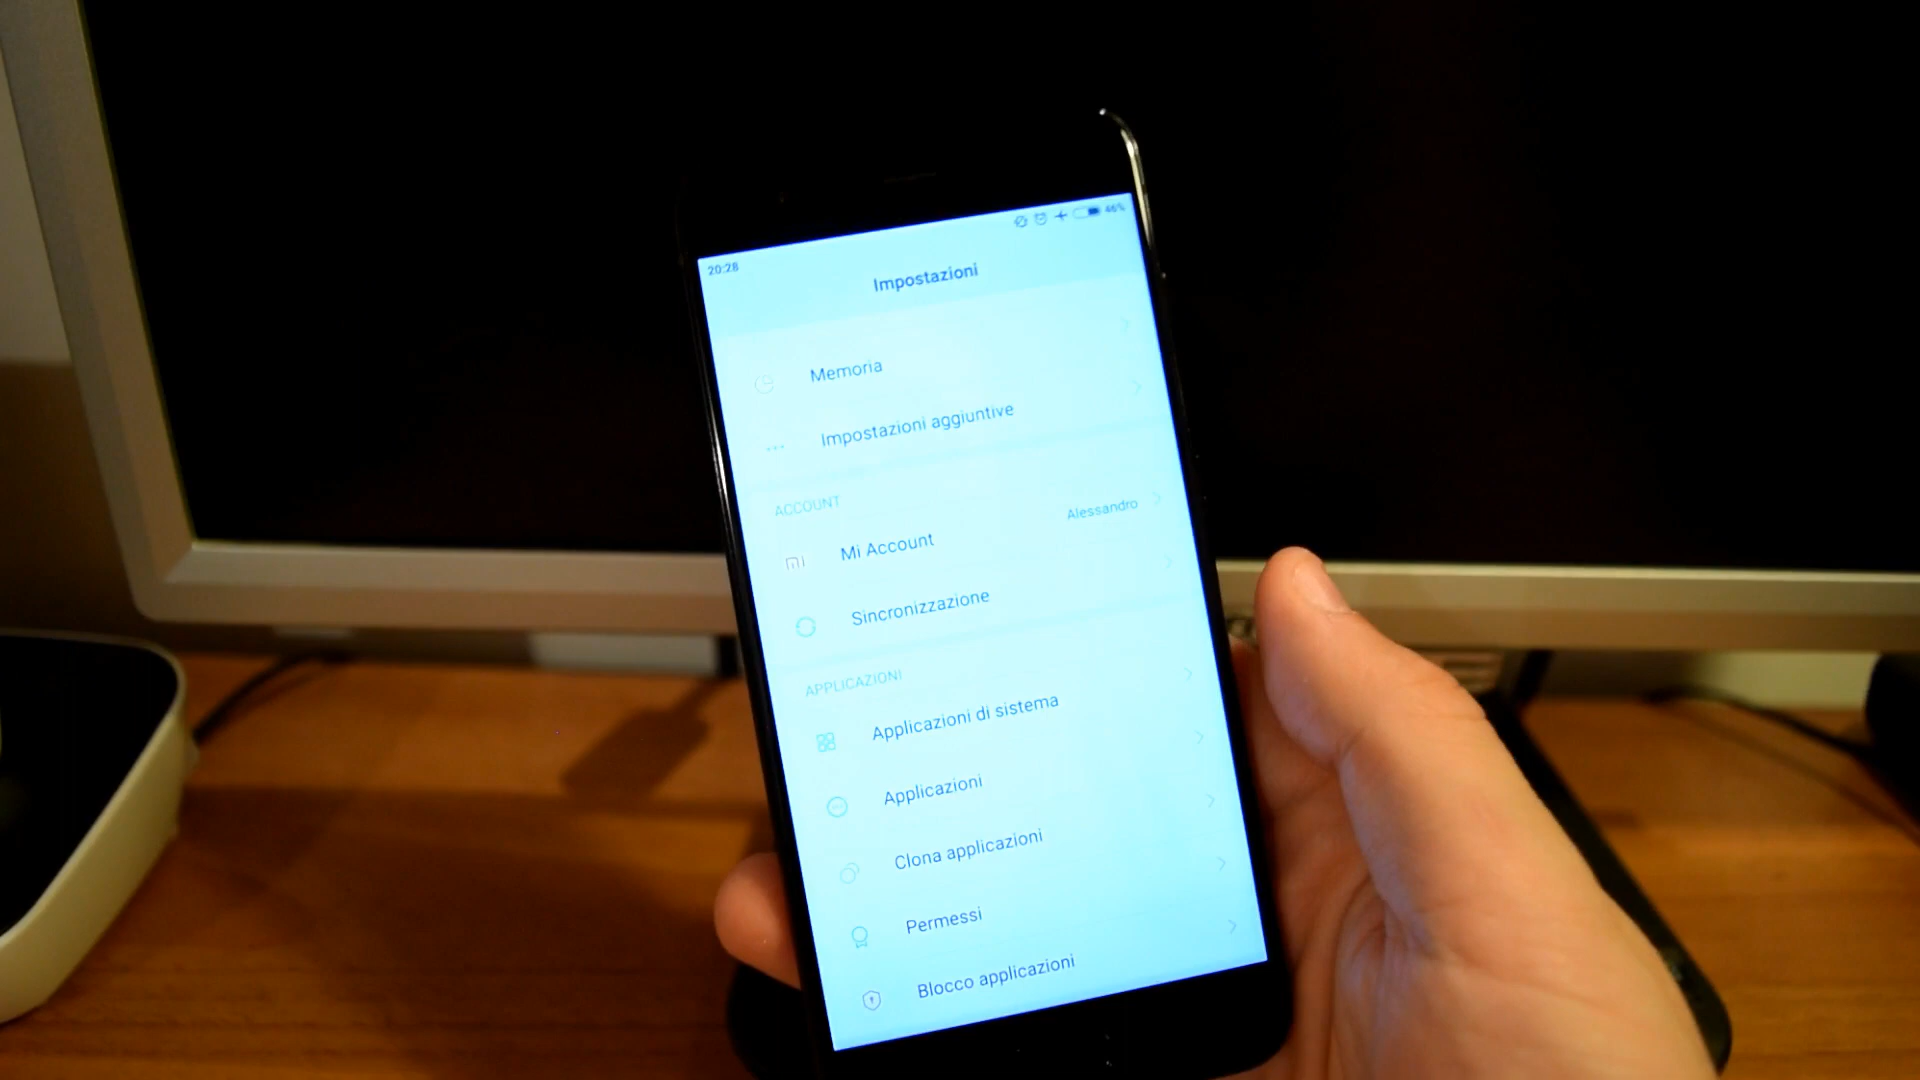 20:28
46%
Impostazioni
Memoria
Impostazioni aggiuntive
ACCOUNT
Mi Account
Alessandro
Sincronizzazione
APPLICAZIONI
Applicazioni di sistema
Applicazioni
Clona applicazioni
Permessi
Blocco applicazioni